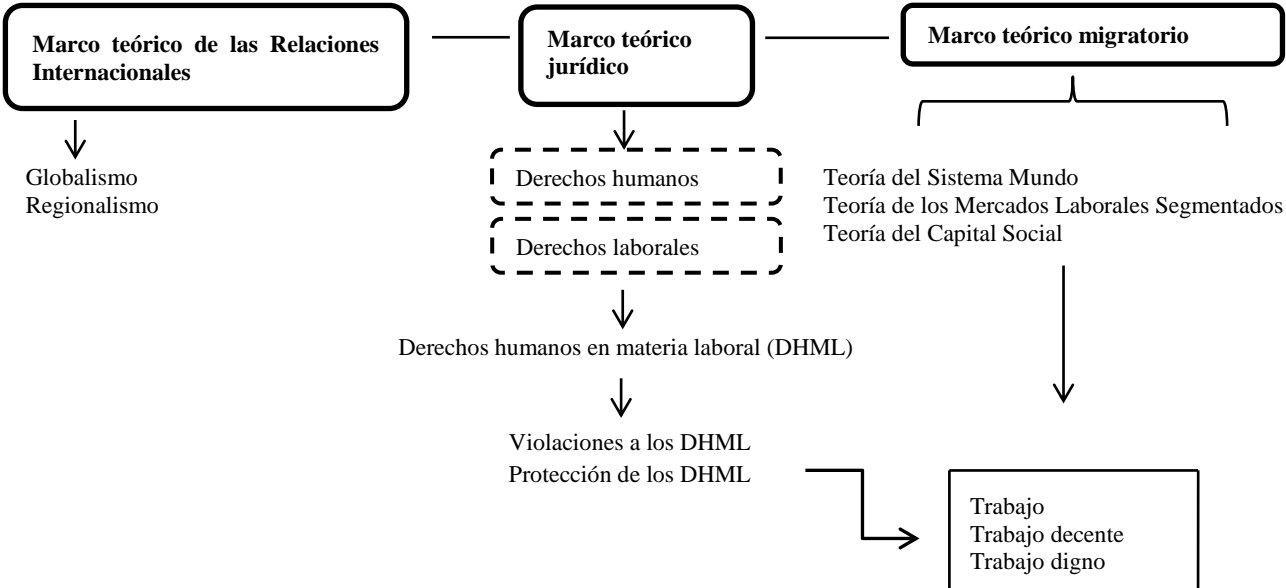 Marco teórico de las Relaciones
Internacionales
Marco teórico
jurídico
Marco teórico migratorio
Globalismo
Regionalismo
Derechos humanos
Derechos laborales
Teoría del Sistema Mundo
Teoría de los Mercados Laborales Segmentados
Teoría del Capital Social
Derechos humanos en materia laboral (DHML)
Violaciones a los DHML
Protección de los DHML
Trabajo
Trabajo decente
Trabajo digno